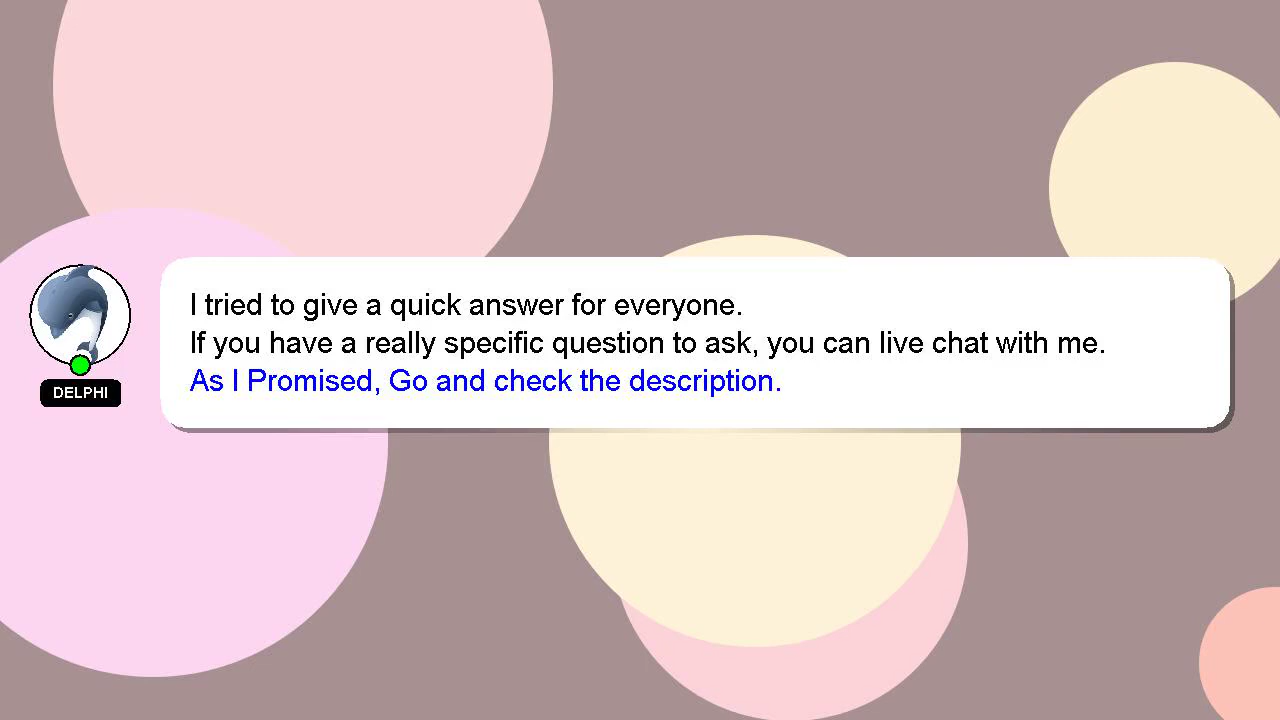 I tried to give a quick answer for everyone.
If you have a really specific question to ask, you can live chat with me.
As I Promised, Go and check the description.
DELPHI